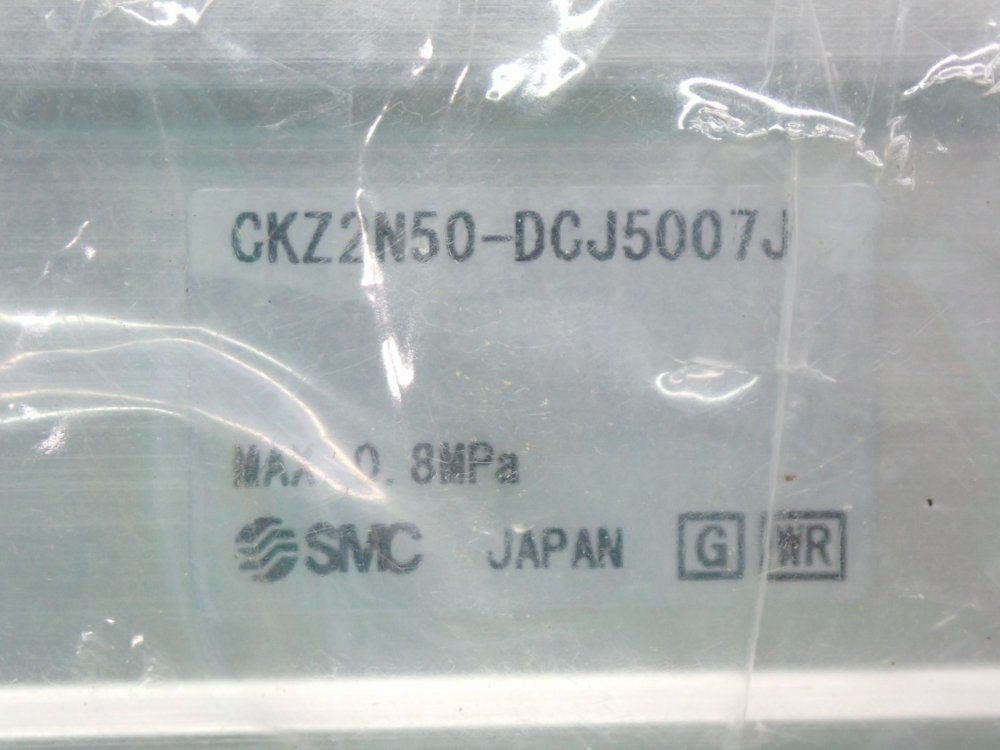 CKZ2N50-DCJ5007J
MAX 0.8MPa
SMC JAPAN G WR